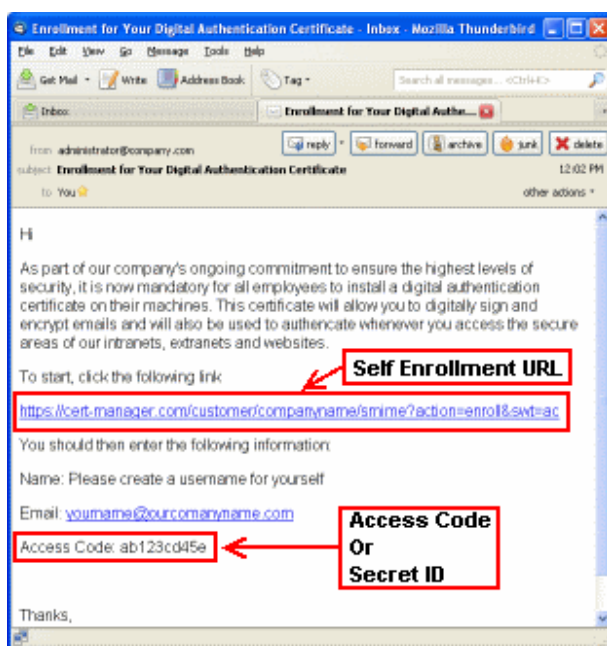 Enrollment for Your Digital Authentication Certificate - Inbox - Mozilla Thunderbird
File Edit View Go Message Tools Help
Get Mail Write Address Book Tag Search all messages... <Ctrl+K>
Inbox Enrollment for Your Digital Authe...
from administrator@company.com reply forward archive junk delete
subject Enrollment for Your Digital Authentication Certificate 12:02 PM
to You other actions
Hi
As part of our company's ongoing commitment to ensure the highest levels of
security, it is now mandatory for all employees to install a digital authentication
certificate on their machines. This certificate will allow you to digitally sign and
encrypt emails and will also be used to authencate whenever you access the secure
areas of our intranets, extranets and websites.
To start, click the following link
Self Enrollment URL
https://cert-manager.com/customer/companyname/smime?action=enroll&swt=ac
You should then enter the following information:
Name: Please create a username for yourself
Email: yourname@ourcomanyname.com
Access Code: ab123cd45e
Access Code
Or
Secret ID
Thanks,